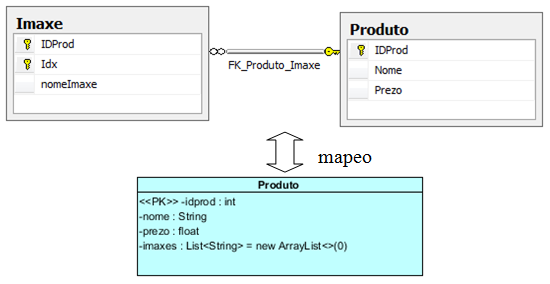 Imaxe
IDProd
Idx
nomeImaxe
FK_Produto_Imaxe
Produto
IDProd
Nome
Prezo
mapeo
Produto
<<PK>> -idprod : int
-nome : String
-prezo : float
-imaxes : List<String> = new ArrayList<>(0)